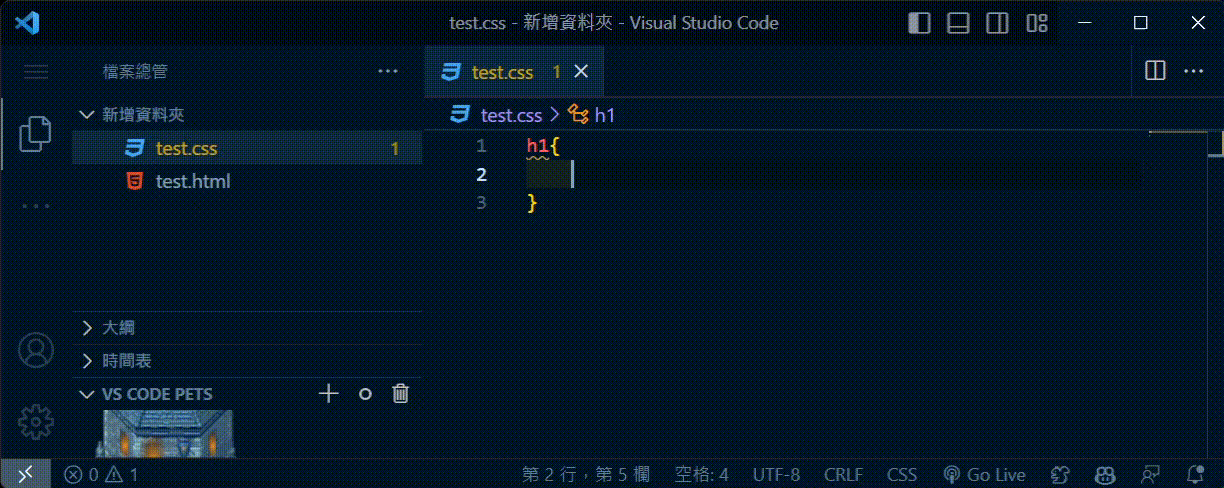 test.css - 新增資料夾 - Visual Studio Code
檔案總管
test.css 1
新增資料夾
test.css > h1
test.css 1
test.html
1 h1{
2
3 }
大綱
時間表
VS CODE PETS
0 1
第 2 行，第 5 欄 空格: 4 UTF-8 CRLF CSS Go Live